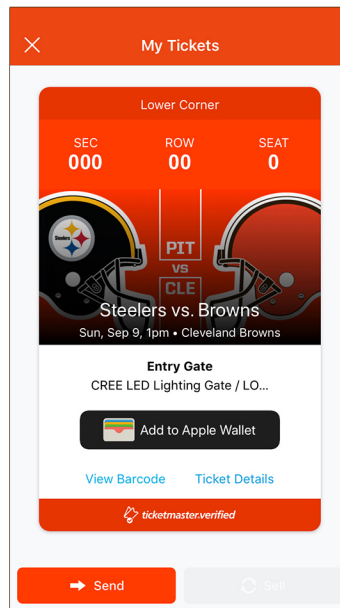 My Tickets
Lower Corner
SEC ROW SEAT
000 00 0
Steelers
PIT
VS
CLE
Steelers vs. Browns
Sun, Sep 9, 1pm • Cleveland Browns
Entry Gate
CREE LED Lighting Gate / LO...
Add to Apple Wallet
View Barcode Ticket Details
ticketmaster.verified
Send Sell